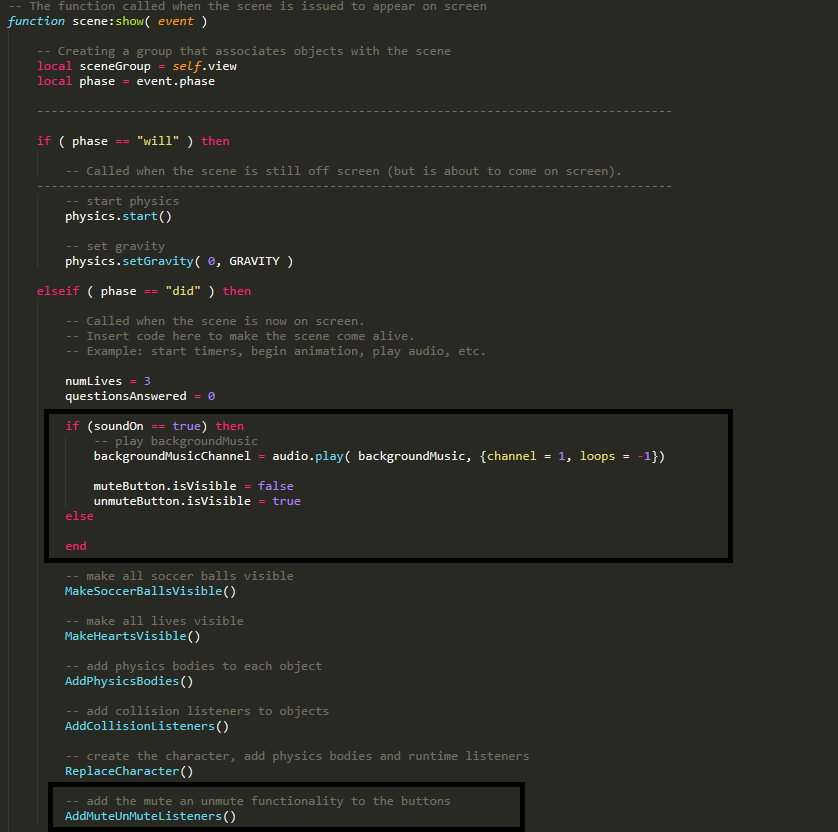 -- The function called when the scene is issued to appear on screen
function scene:show( event )
-- Creating a group that associates objects with the scene
local sceneGroup = self.view
local phase = event.phase
-----------------------------------------------------------------------------------------
if ( phase == "will" ) then
-- Called when the scene is still off screen (but is about to come on screen).
-----------------------------------------------------------------------------------------
-- start physics
physics.start()
-- set gravity
physics.setGravity( 0, GRAVITY )
elseif ( phase == "did" ) then
-- Called when the scene is now on screen.
-- Insert code here to make the scene come alive.
-- Example: start timers, begin animation, play audio, etc.
numLives = 3
questionsAnswered = 0
if (soundOn == true) then
-- play backgroundMusic
backgroundMusicChannel = audio.play( backgroundMusic, {channel = 1, loops = -1})
muteButton.isVisible = false
unmuteButton.isVisible = true
else
end
-- make all soccer balls visible
MakeSoccerBallsVisible()
-- make all lives visible
MakeHeartsVisible()
-- add physics bodies to each object
AddPhysicsBodies()
-- add collision listeners to objects
AddCollisionListeners()
-- create the character, add physics bodies and runtime listeners
ReplaceCharacter()
-- add the mute an unmute functionality to the buttons
AddMuteUnMuteListeners()